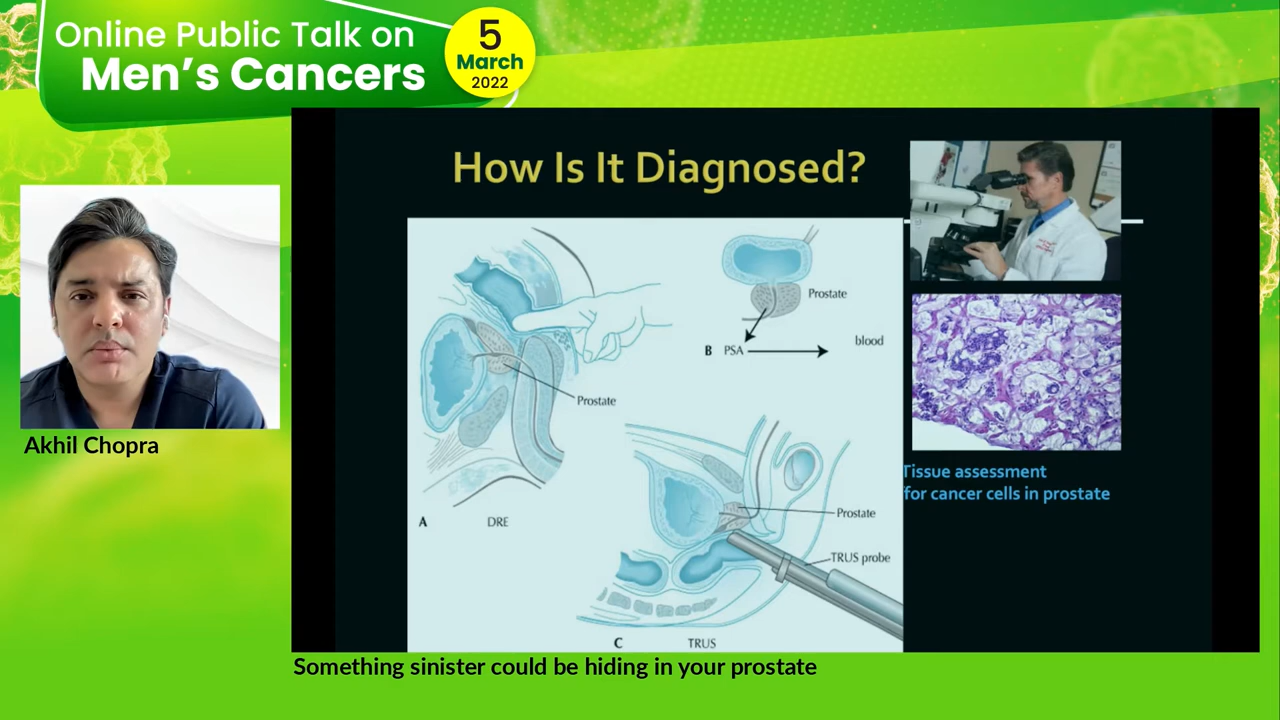 Online Public Talk on
Men's Cancers
5
March
2022
How Is It Diagnosed?
Prostate
B PSA
blood
Prostate
A DRE
Prostate
TRUS probe
C TRUS
Tissue assessment
for cancer cells in prostate
Akhil Chopra
Something sinister could be hiding in your prostate